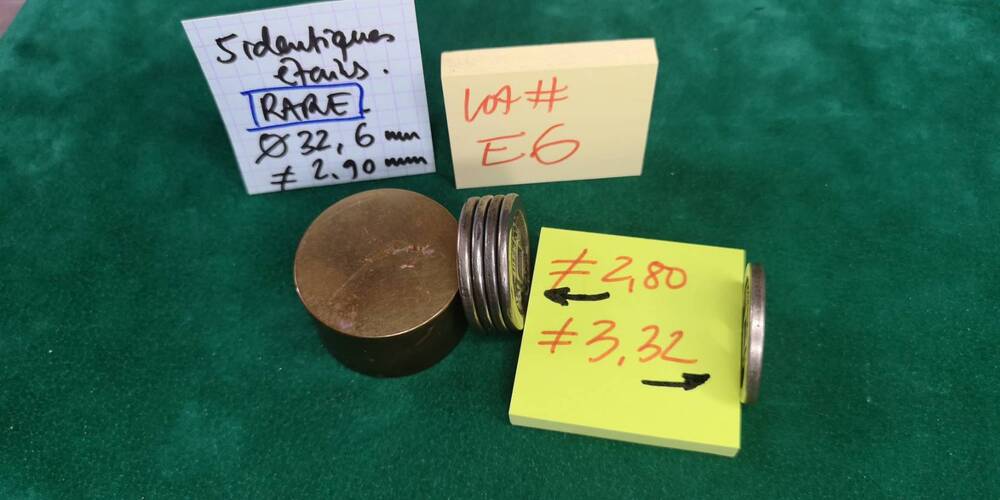 5 identiques
étains.
RARE
Ø 32,6 mm
≠ 2,90 mm
LOT #
E6
≠ 2,80
≠ 3,32